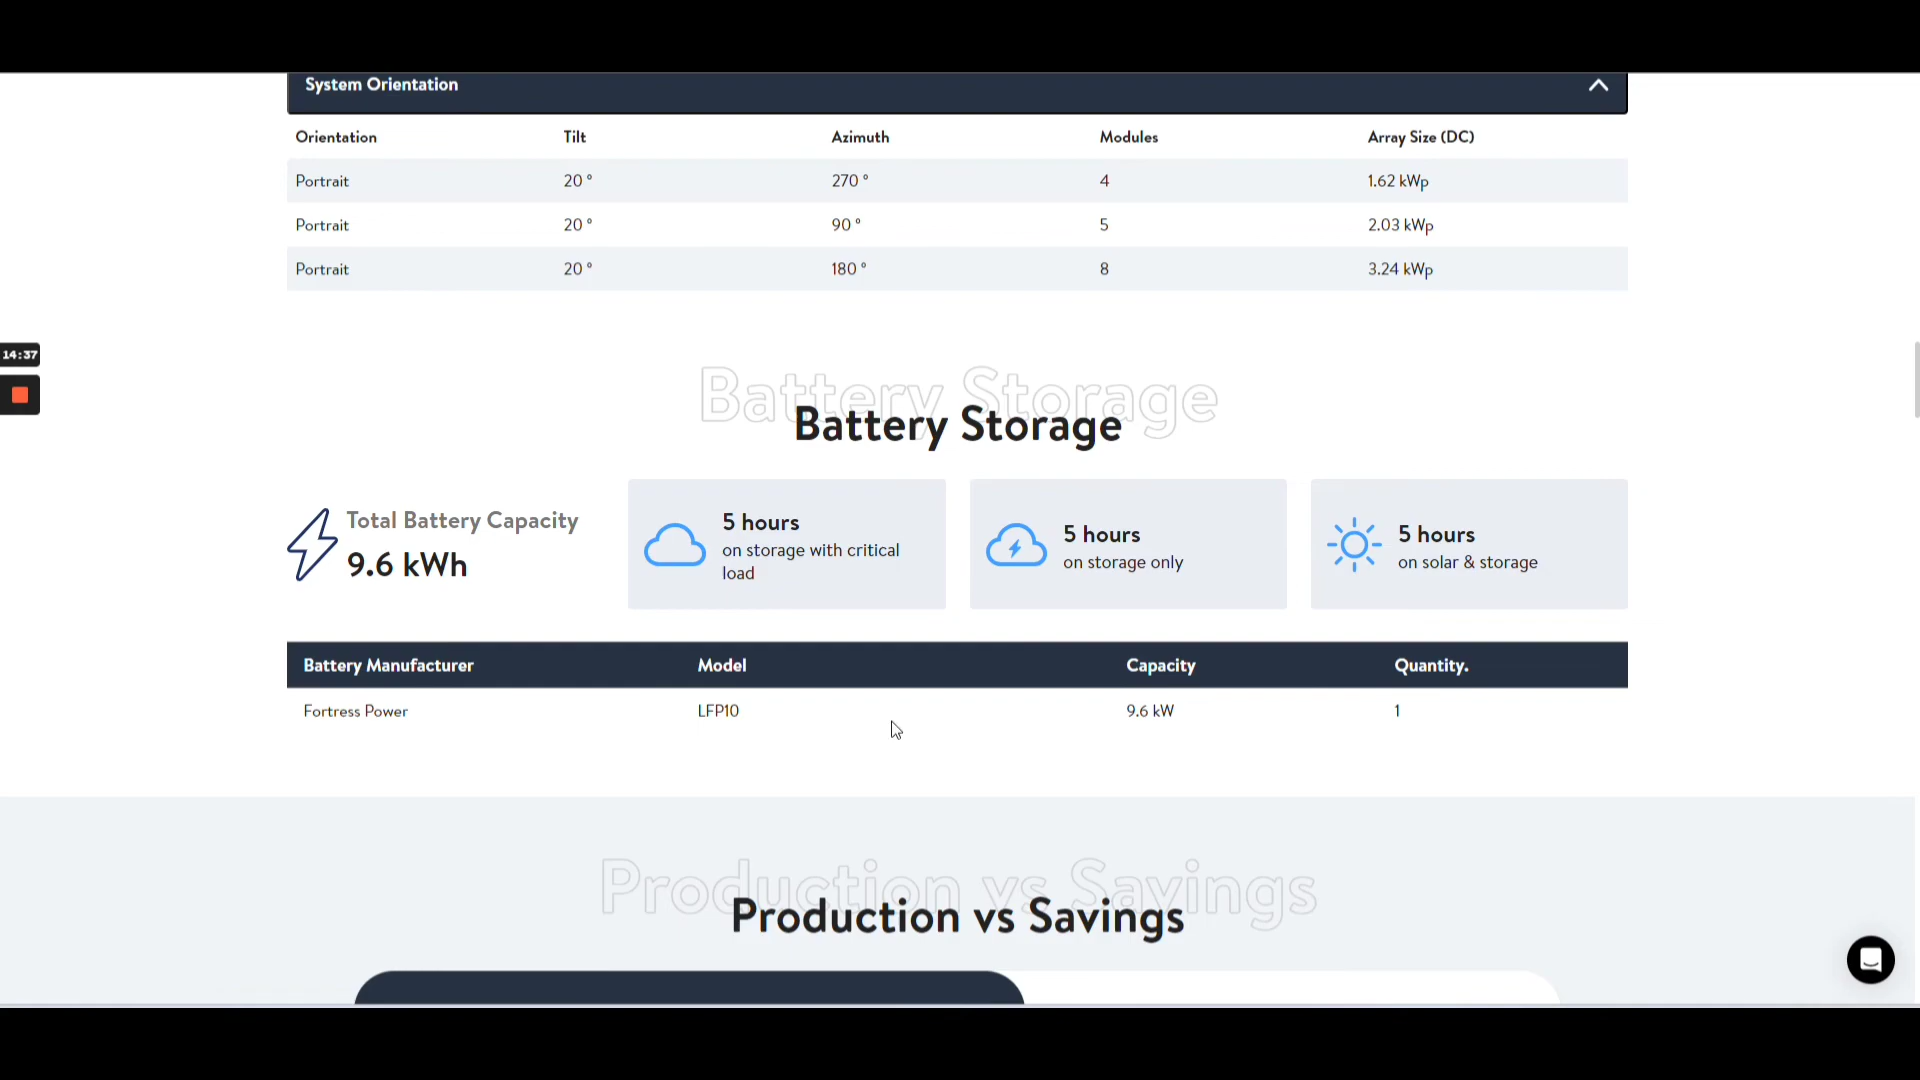 System Orientation
Orientation Tilt Azimuth Modules Array Size (DC)
Portrait 20 ° 270 ° 4 1.62 kWp
Portrait 20 ° 90 ° 5 2.03 kWp
Portrait 20 ° 180 ° 8 3.24 kWp
14:37
Battery Storage
Battery Storage
Total Battery Capacity
9.6 kWh
5 hours
on storage with critical
load
5 hours
on storage only
5 hours
on solar & storage
Battery Manufacturer Model Capacity Quantity.
Fortress Power LFP10 9.6 kW 1
Production vs Savings
Production vs Savings